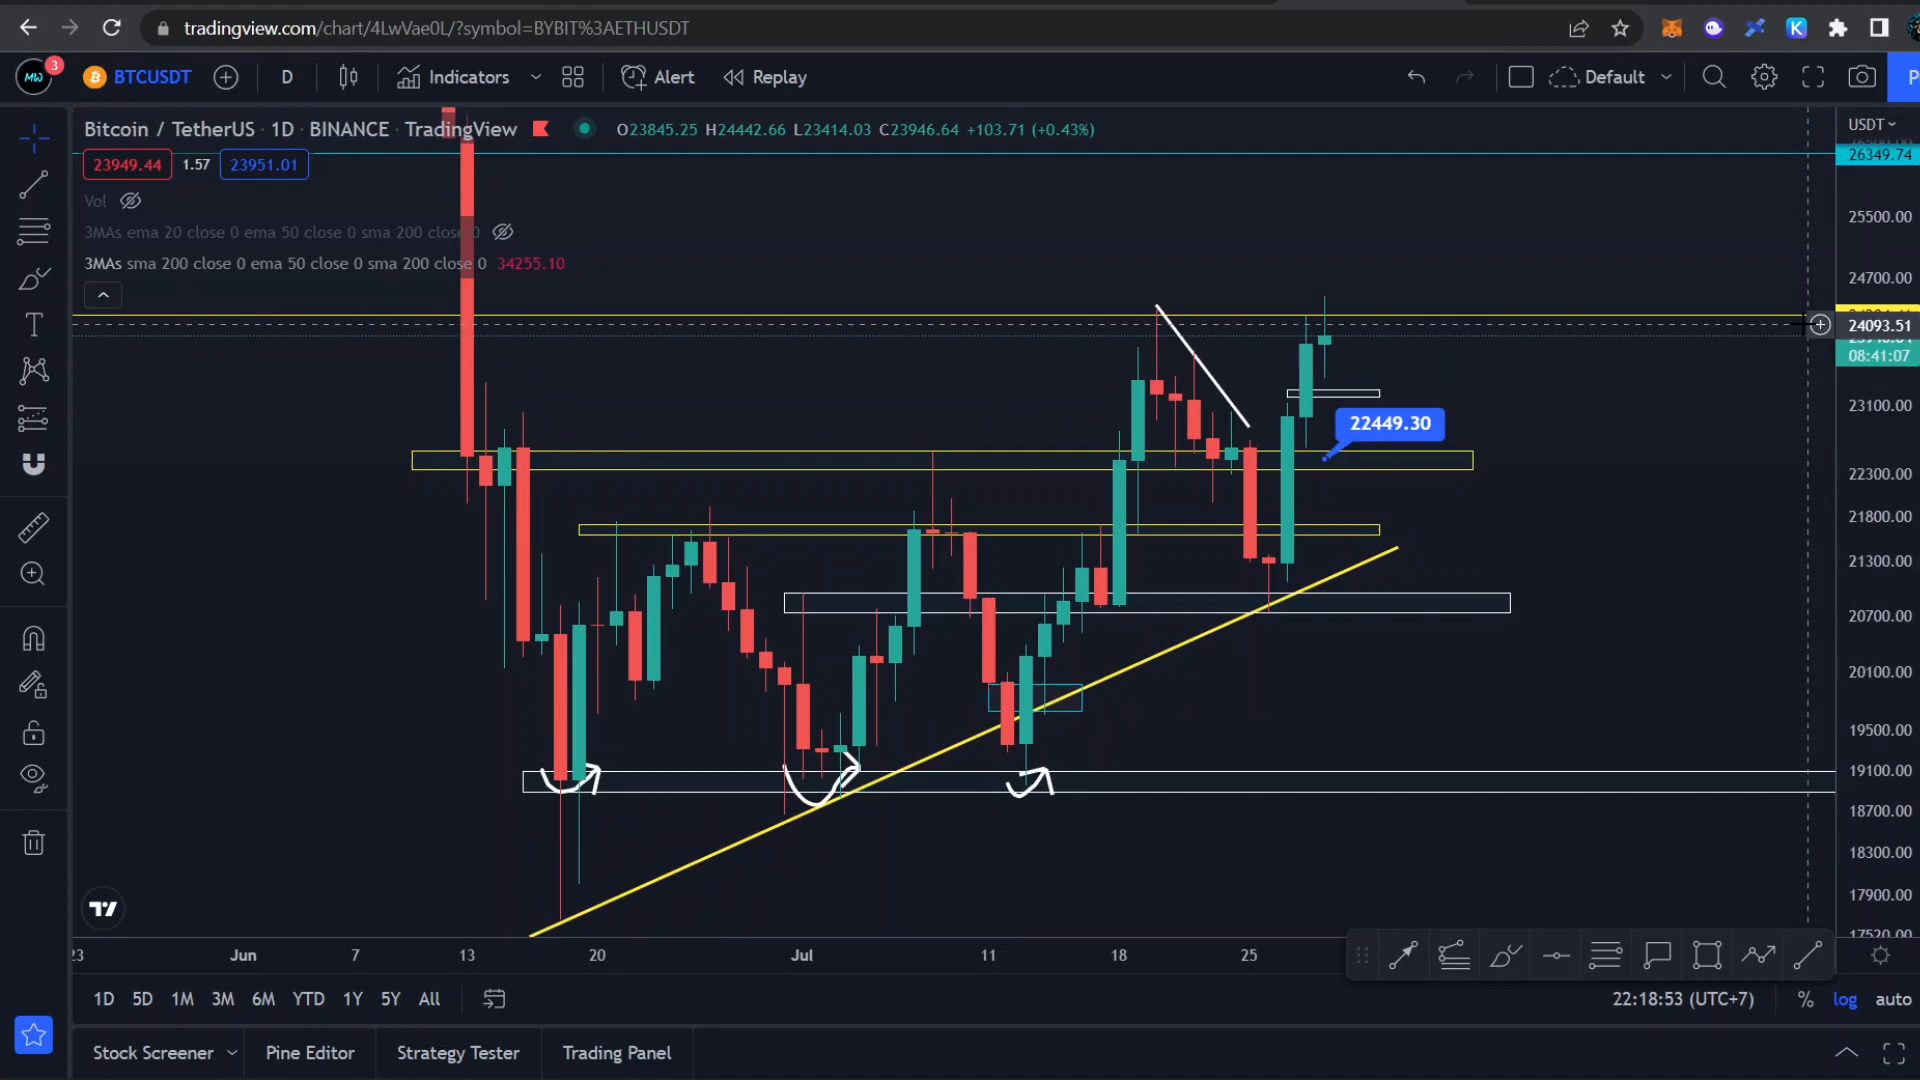 tradingview.com/chart/4LwVae0L/?symbol=BYBIT%3AETHUSDT
MW 3 BTCUSDT D Indicators Alert Replay Default
Bitcoin / TetherUS · 1D · BINANCE · TradingView O23845.25 H24442.66 L23414.03 C23946.64 +103.71 (+0.43%)
USDT
26349.74
23949.44 1.57 23951.01
Vol
25500.00
3MAs ema 20 close 0 ema 50 close 0 sma 200 close 0
3MAs sma 200 close 0 ema 50 close 0 sma 200 close 0 34255.10
24700.00
24093.51
08:41:07
23100.00
22449.30
22300.00
21800.00
21300.00
20700.00
20100.00
19500.00
19100.00
18700.00
18300.00
17900.00
17520.00
23 Jun 7 13 20 Jul 11 18 25
1D 5D 1M 3M 6M YTD 1Y 5Y All 22:18:53 (UTC+7) % log auto
Stock Screener Pine Editor Strategy Tester Trading Panel